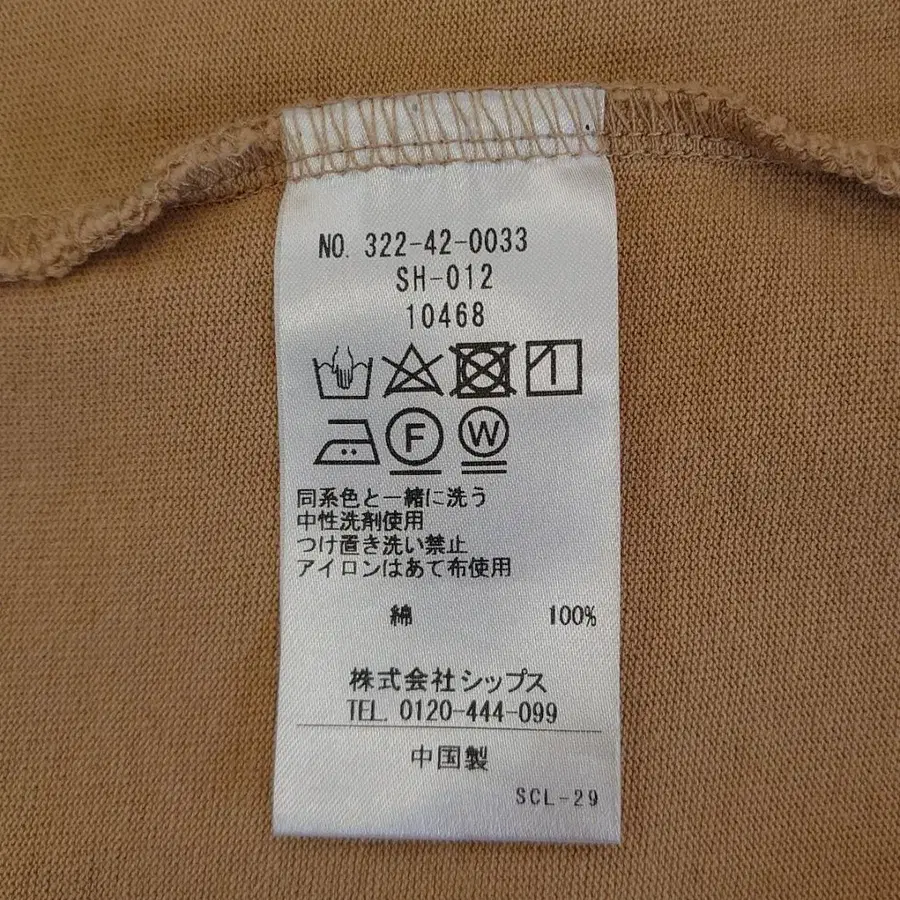 NO. 322-42-0033
SH-012
10468
F W
同系色と一緒に洗う
中性洗剤使用
つけ置き洗い禁止
アイロンはあて布使用
綿 100%
株式会社シップス
TEL. 0120-444-099
中国製
SCL-29